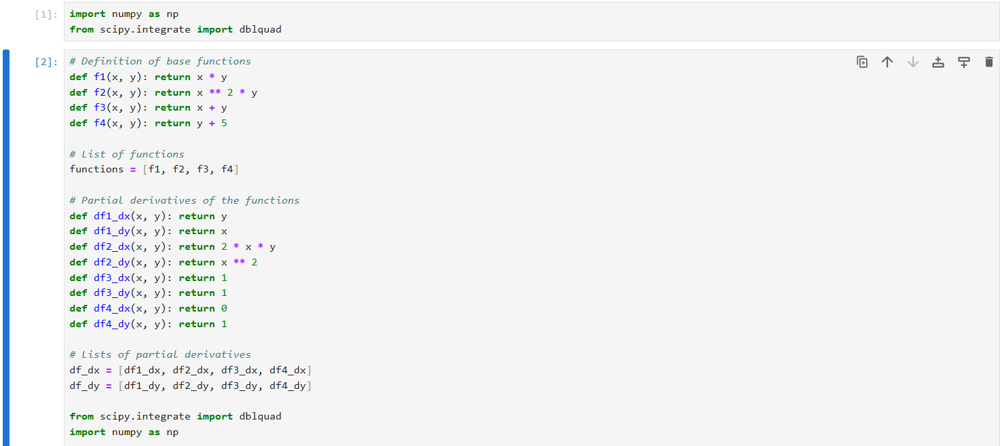 [1]: import numpy as np
from scipy.integrate import dblquad
[2]: # Definition of base functions
def f1(x, y): return x * y
def f2(x, y): return x ** 2 * y
def f3(x, y): return x + y
def f4(x, y): return y + 5
# List of functions
functions = [f1, f2, f3, f4]
# Partial derivatives of the functions
def df1_dx(x, y): return y
def df1_dy(x, y): return x
def df2_dx(x, y): return 2 * x * y
def df2_dy(x, y): return x ** 2
def df3_dx(x, y): return 1
def df3_dy(x, y): return 1
def df4_dx(x, y): return 0
def df4_dy(x, y): return 1
# Lists of partial derivatives
df_dx = [df1_dx, df2_dx, df3_dx, df4_dx]
df_dy = [df1_dy, df2_dy, df3_dy, df4_dy]
from scipy.integrate import dblquad
import numpy as np